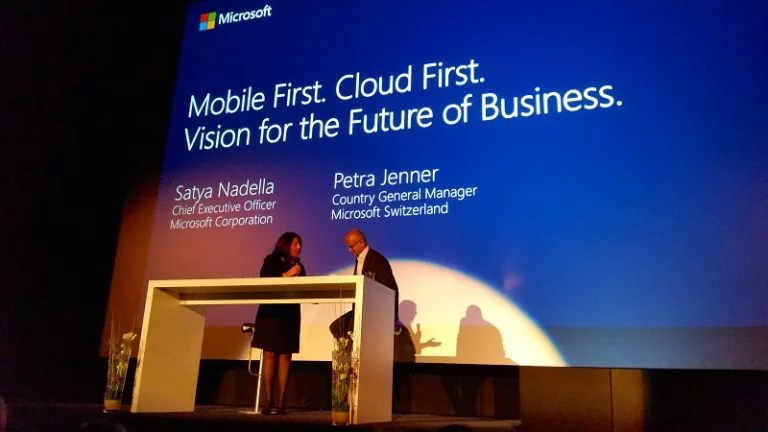 Microsoft
Mobile First. Cloud First.
Vision for the Future of Business.
Satya Nadella
Chief Executive Officer
Microsoft Corporation
Petra Jenner
Country General Manager
Microsoft Switzerland